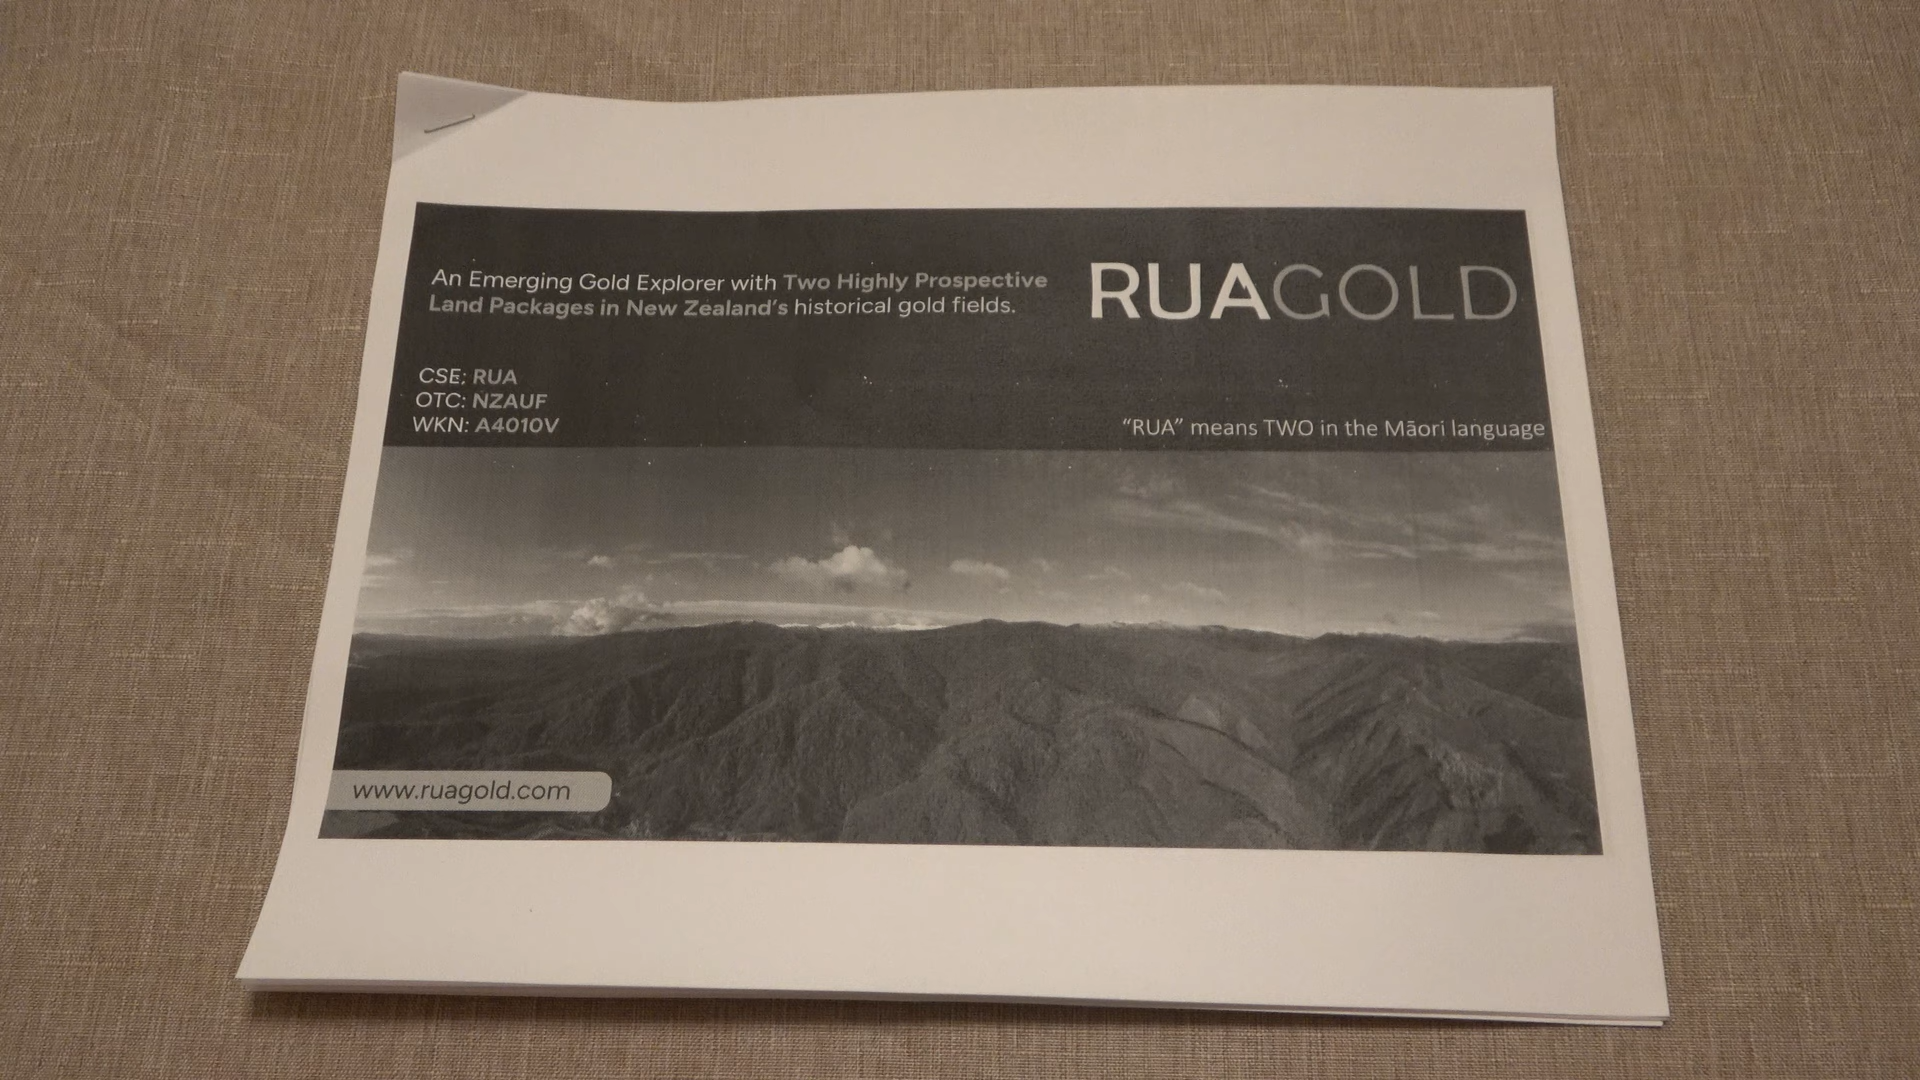 An Emerging Gold Explorer with Two Highly Prospective
Land Packages in New Zealand's historical gold fields.
RUAGOLD
CSE: RUA
OTC: NZAUF
WKN: A4010V
“RUA” means TWO in the Māori language
www.ruagold.com